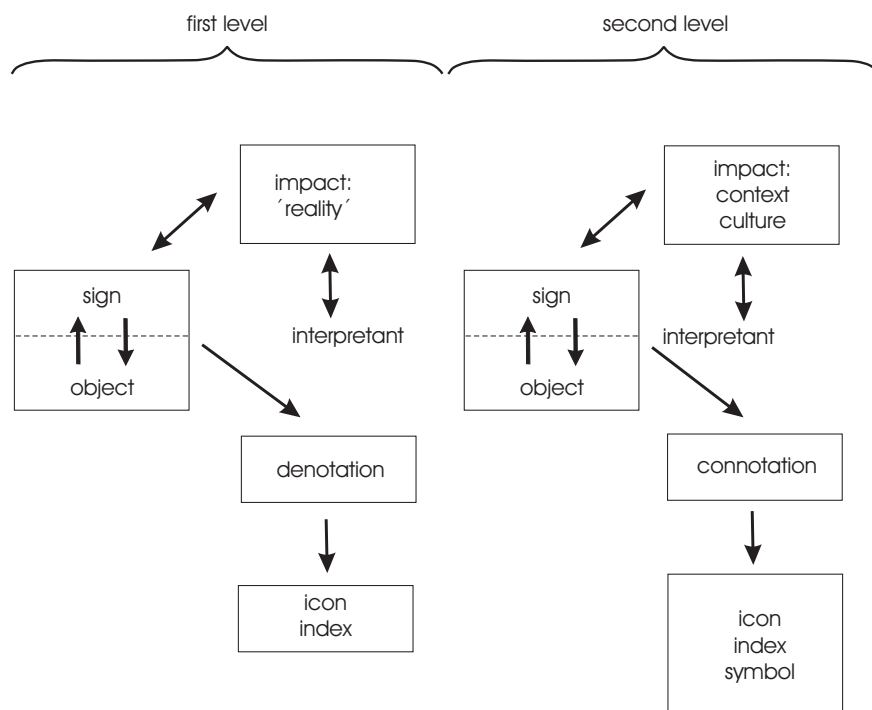 first level
second level
impact:
´reality´
sign
object
interpretant
denotation
icon
index
impact:
context
culture
sign
object
interpretant
connotation
icon
index
symbol